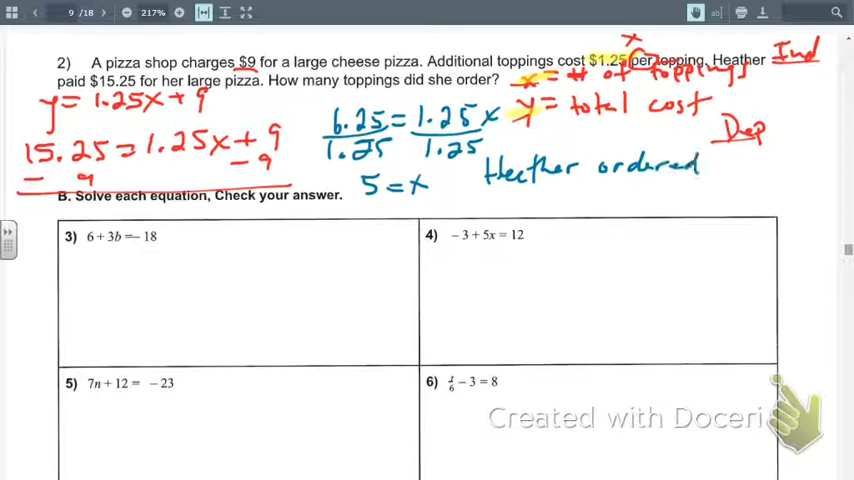 9 /18 217%
x
2) A pizza shop charges $9 for a large cheese pizza. Additional toppings cost $1.25 per topping. Heather Ind
paid $15.25 for her large pizza. How many toppings did she order? x = # of toppings
y = 1.25x + 9 y = total cost
15.25 = 1.25x + 9 6.25 = 1.25x Dep
- 9 - 9 1.25 1.25
5 = x Heather ordered
B. Solve each equation, Check your answer.
3) 6 + 3b = – 18 4) – 3 + 5x = 12
5) 7n + 12 = – 23 6) – 3 = 8
Created with Doceri